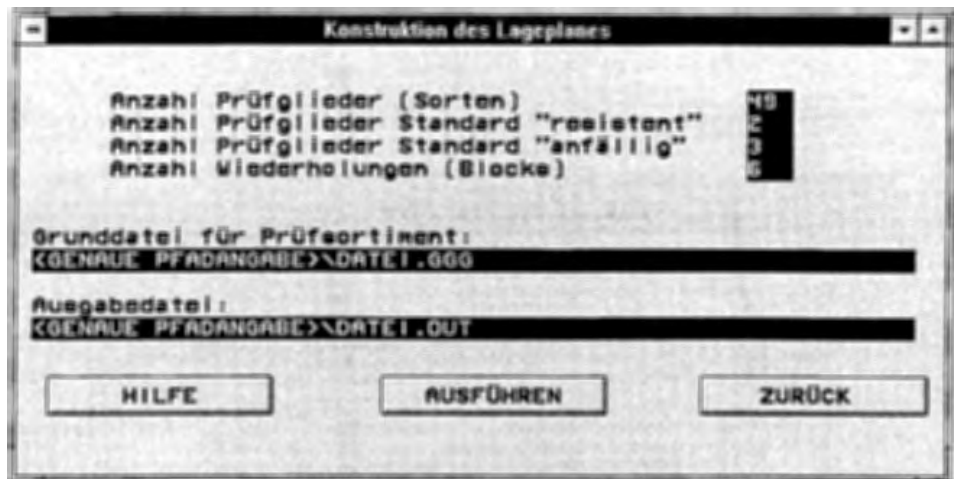 Konstruktion des Lageplanes
Anzahl Prüfglieder (Sorten)
Anzahl Prüfglieder Standard "resistent" 2
Anzahl Prüfglieder Standard "anfällig" 3
Anzahl Wiederholungen (Blocke) 6
Grunddatei für Prüfsortiment:
<GENAUE PFADANGABE>\DATEI.GGG
Ausgabedatei:
<GENAUE PFADANGABE>\DATEI.OUT
HILFE AUSFÜHREN ZURÜCK